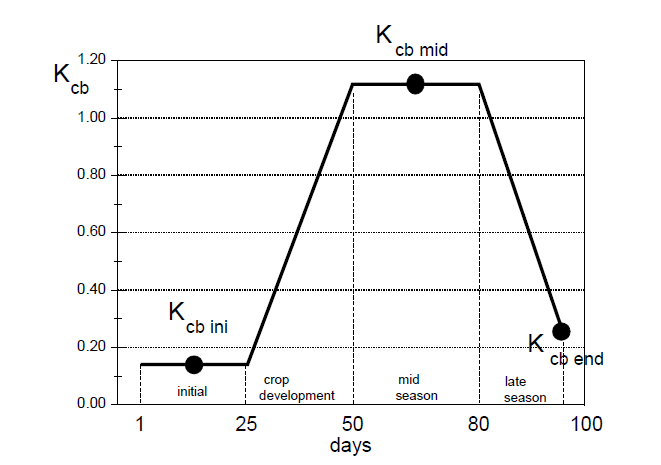 K cb mid
1.20
K cb
1.00
0.80
0.60
0.40
K cb ini
0.20
K cb end
crop mid late
initial development season season
0.00
1 25 50 80 100
days